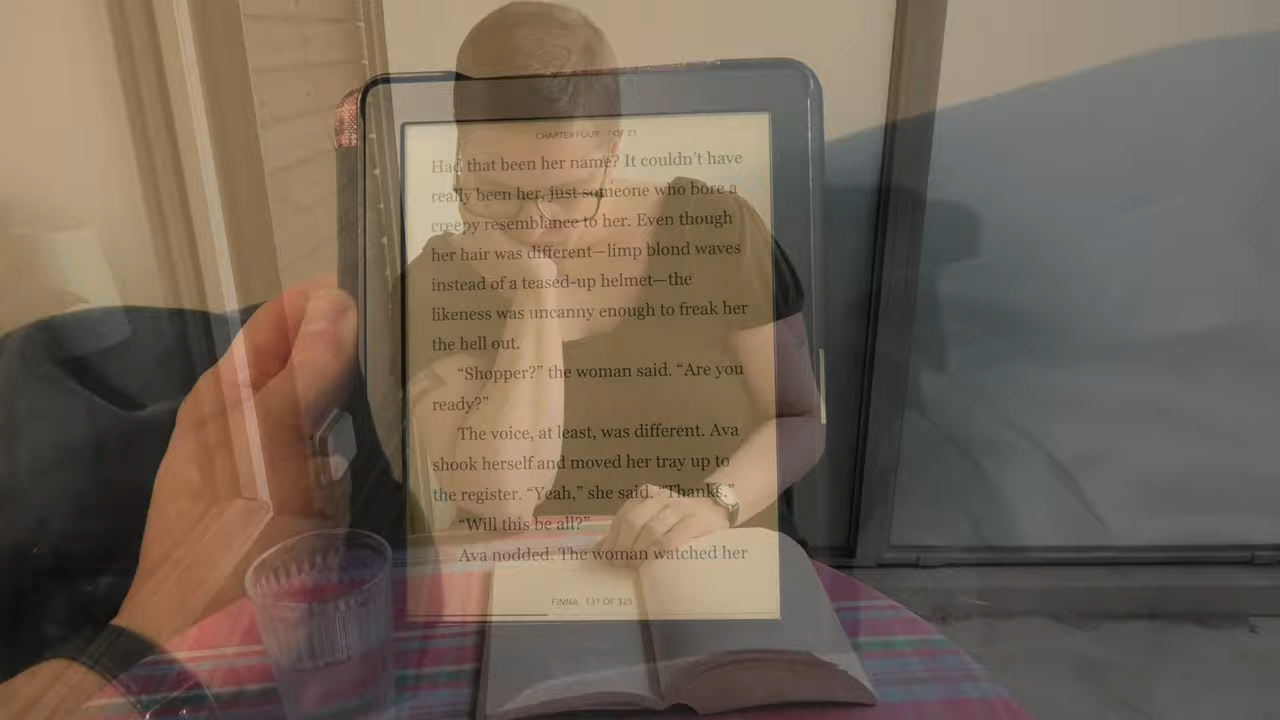 CHAPTER FOUR 7 OF 21
Had that been her name? It couldn't have
really been her, just someone who bore a
creepy resemblance to her. Even though
her hair was different—limp blond waves
instead of a teased-up helmet—the
likeness was uncanny enough to freak her
the hell out.
“Shopper?” the woman said. “Are you
ready?”
The voice, at least, was different. Ava
shook herself and moved her tray up to
the register. “Yeah,” she said. “Thanks.”
“Will this be all?”
Ava nodded. The woman watched her
FINNA 131 OF 325